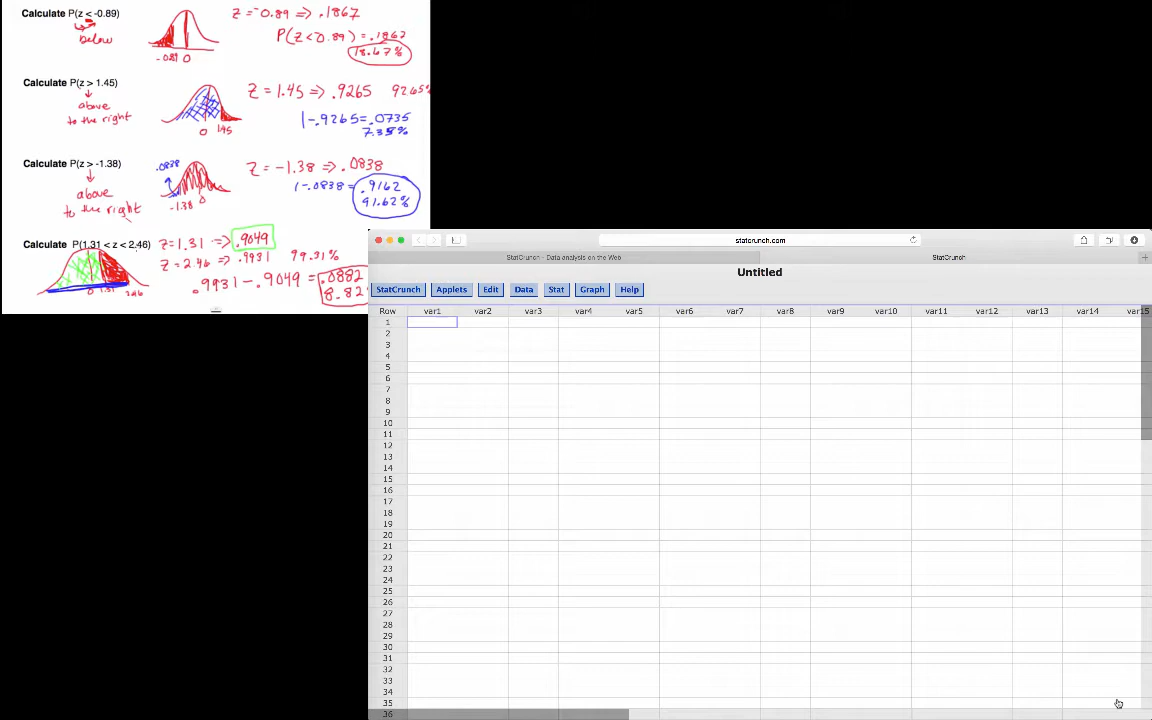 Calculate P(z < -0.89)
below
-0.89 0
z = -0.89 => .1867
P(z<-0.89) = .1867
18.67%
Calculate P(z > 1.45)
above
to the right
0 1.45
z = 1.45 => .9265 92.65%
1-.9265=.0735
7.35%
Calculate P(z > -1.38)
above
to the right
.0838
-1.38 0
z = -1.38 => .0838
1-.0838 = .9162
91.62%
Calculate P(1.31 < z < 2.46)
0 1.31 2.46
z=1.31 => .9049
z = 2.46 => .9931 99.31%
.9931 - .9049 = .0882
8.82
statcrunch.com
StatCrunch - Data analysis on the Web
StatCrunch
Untitled
StatCrunch Applets Edit Data Stat Graph Help
Row var1 var2 var3 var4 var5 var6 var7 var8 var9 var10 var11 var12 var13 var14 var15
1
2
3
4
5
6
7
8
9
10
11
12
13
14
15
16
17
18
19
20
21
22
23
24
25
26
27
28
29
30
31
32
33
34
35
36